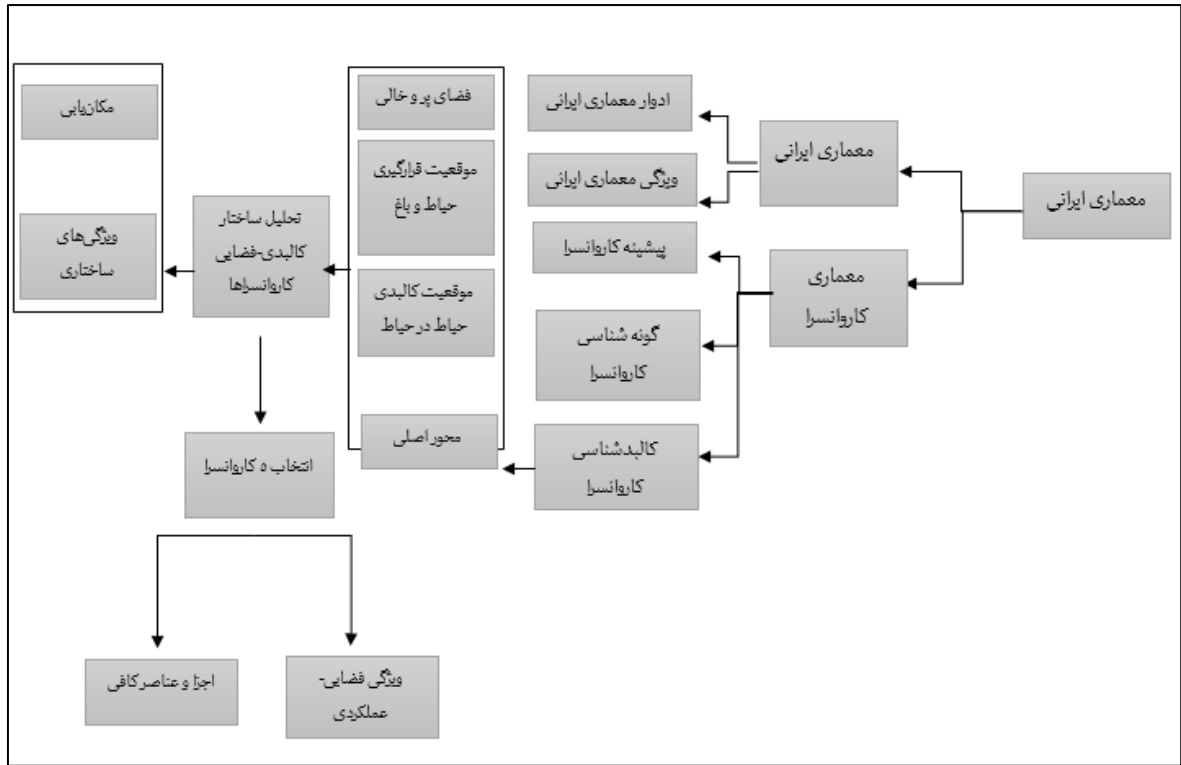 معماری ایرانی
معماری ایرانی
ادوار معماری ایرانی
ویژگی معماری ایرانی
معماری
کاروانسرا
پیشینه کاروانسرا
گونه شناسی
کاروانسرا
کالبدشناسی
کاروانسرا
فضای پر و خالی
موقعیت قرارگیری
حیاط و باغ
موقعیت کالبدی
حیاط در حیاط
محور اصلی
تحلیل ساختار
کالبدی-فضایی
کاروانسراها
مکان‌یابی
ویژگی‌های
ساختاری
انتخاب ۵ کاروانسرا
ویژگی فضایی-
عملکردی
اجزا و عناصر کافی